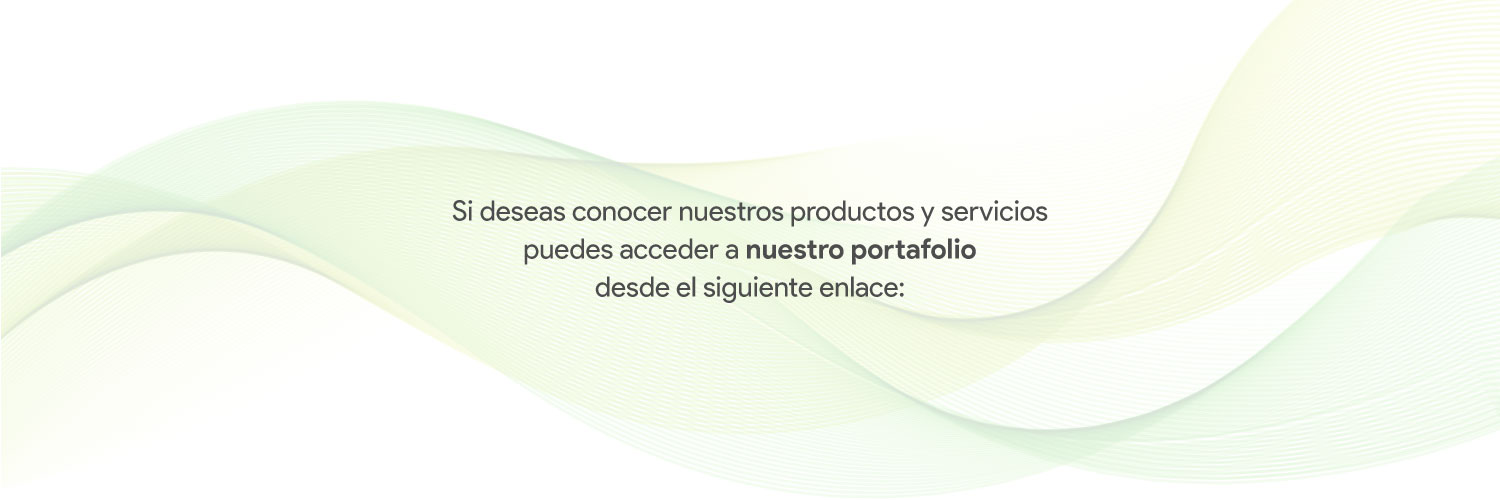 Si deseas conocer nuestros productos y servicios
puedes acceder a nuestro portafolio
desde el siguiente enlace: